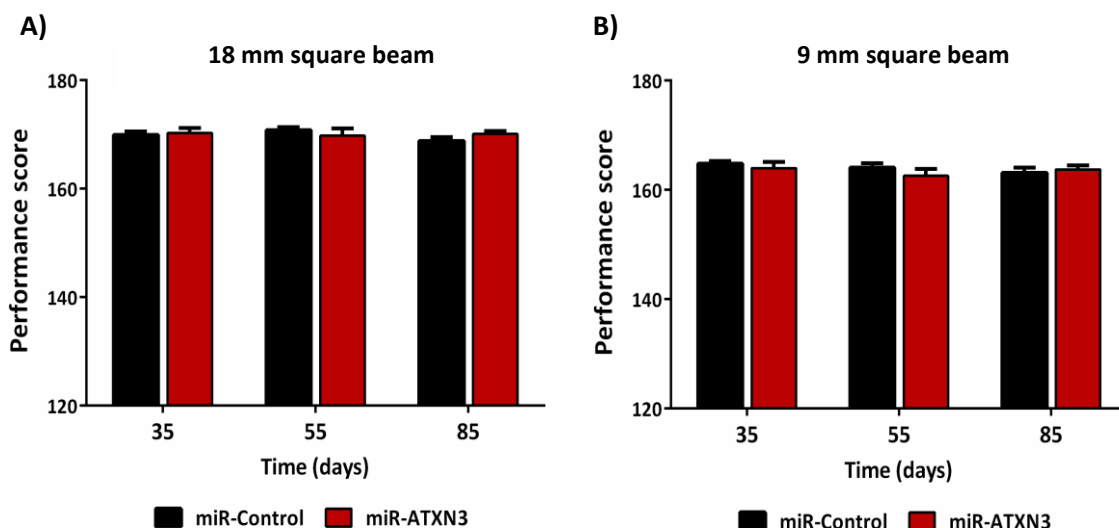 A)
18 mm square beam
180
160
140
120
Performance score
35 55 85
Time (days)
miR-Control miR-ATXN3
B)
9 mm square beam
180
160
140
120
Performance score
35 55 85
Time (days)
miR-Control miR-ATXN3